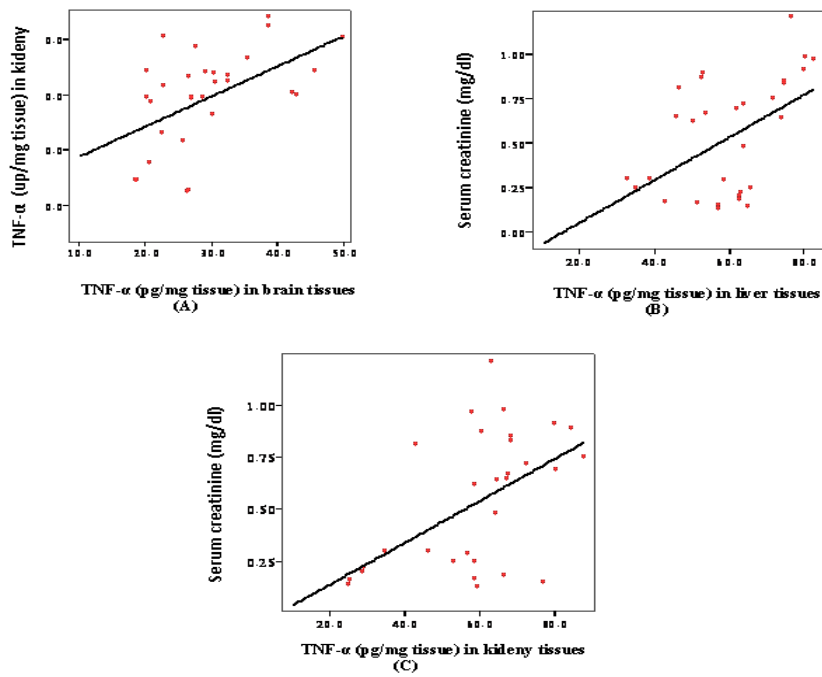 TNF-α (up/mg tissue) in kideny
0.0
0.0
0.0
0.0
10.0 20.0 30.0 40.0 50.0
TNF-α (pg/mg tissue) in brain tissues
(A)
Serum creatinine (mg/dl)
1.00
0.75
0.50
0.25
0.00
20.0 40.0 60.0 80.0
TNF-α (pg/mg tissue) in liver tissues
(B)
Serum creatinine (mg/dl)
1.00
0.75
0.50
0.25
20.0 40.0 60.0 80.0
TNF-α (pg/mg tissue) in kideny tissues
(C)